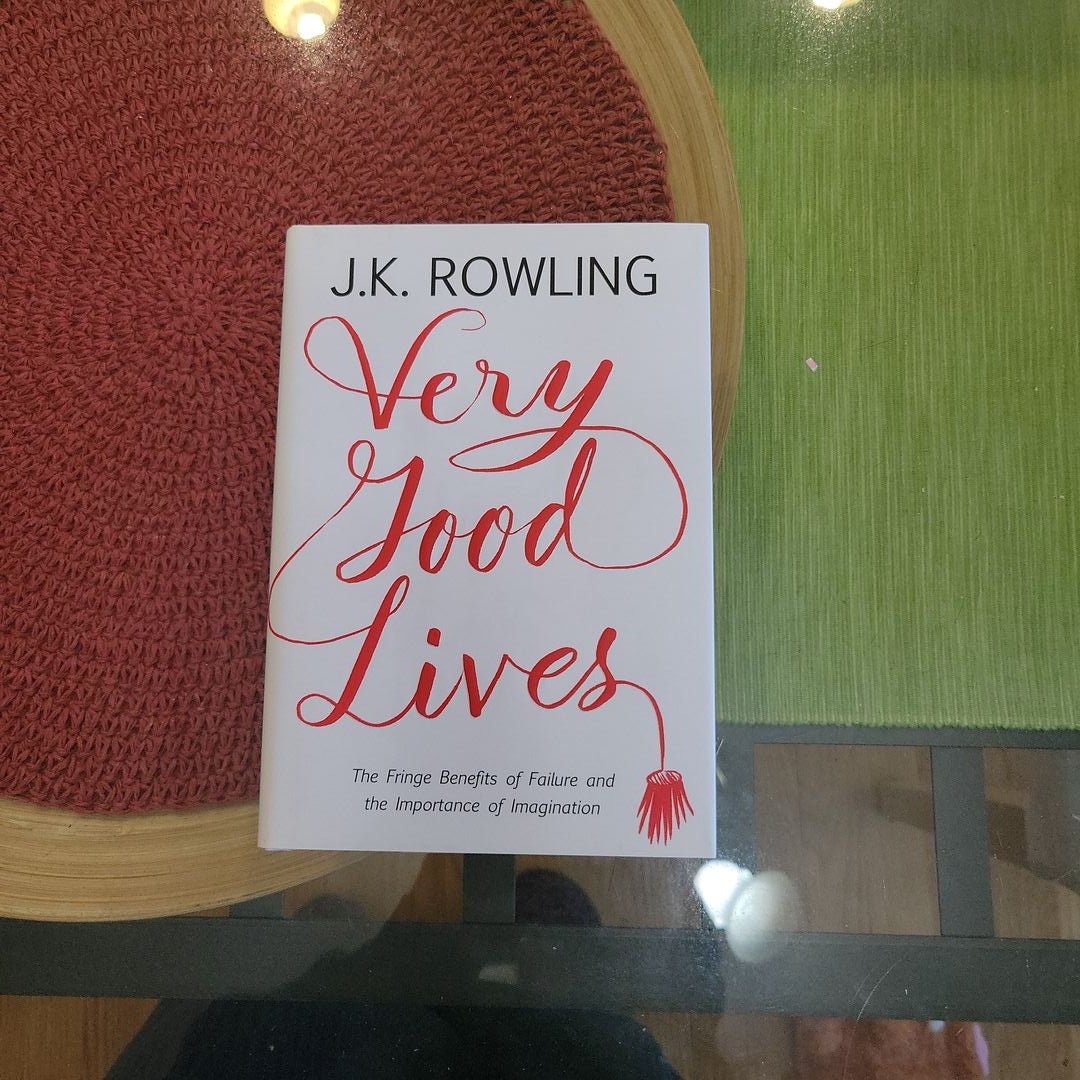 J.K. ROWLING
Very
Good
Lives
The Fringe Benefits of Failure and
the Importance of Imagination